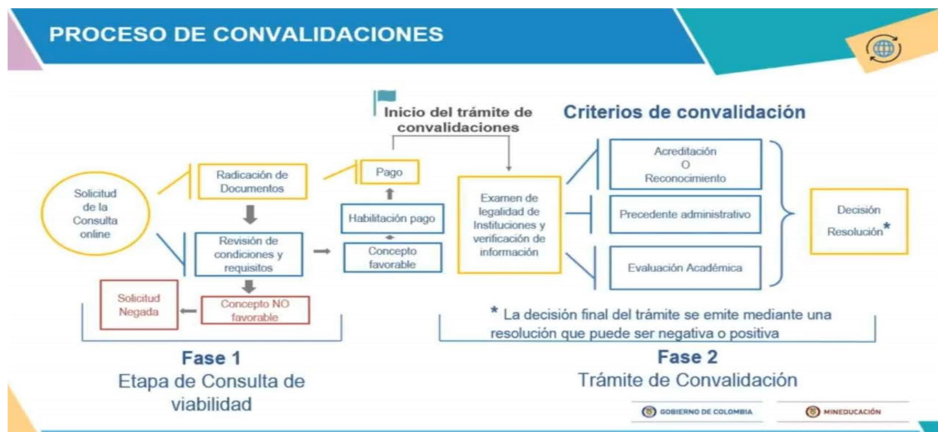 PROCESO DE CONVALIDACIONES
Solicitud
de la
Consulta
online
Radicación de
Documentos
Revisión de
condiciones y
requisitos
Concepto NO
favorable
Solicitud
Negada
Concepto
favorable
Habilitación pago
Pago
Inicio del trámite de
convalidaciones
Examen de
legalidad de
Instituciones y
verificación de
información
Criterios de convalidación
Acreditación
O
Reconocimiento
Precedente administrativo
Evaluación Académica
Decisión
Resolución*
* La decisión final del trámite se emite mediante una
resolución que puede ser negativa o positiva
Fase 1
Etapa de Consulta de
viabilidad
Fase 2
Trámite de Convalidación
GOBIERNO DE COLOMBIA
MINEDUCACIÓN